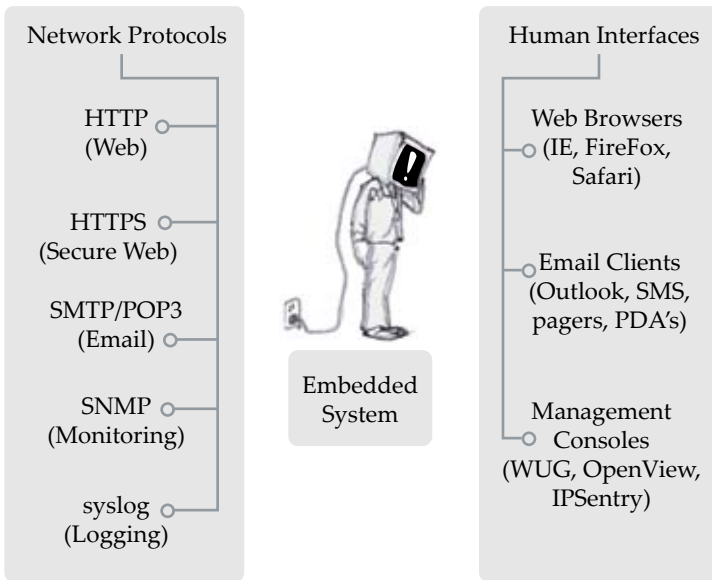 Network Protocols
HTTP
(Web)
HTTPS
(Secure Web)
SMTP/POP3
(Email)
SNMP
(Monitoring)
syslog
(Logging)
!
Embedded
System
Human Interfaces
Web Browsers
(IE, FireFox,
Safari)
Email Clients
(Outlook, SMS,
pagers, PDA's)
Management
Consoles
(WUG, OpenView,
IPSentry)